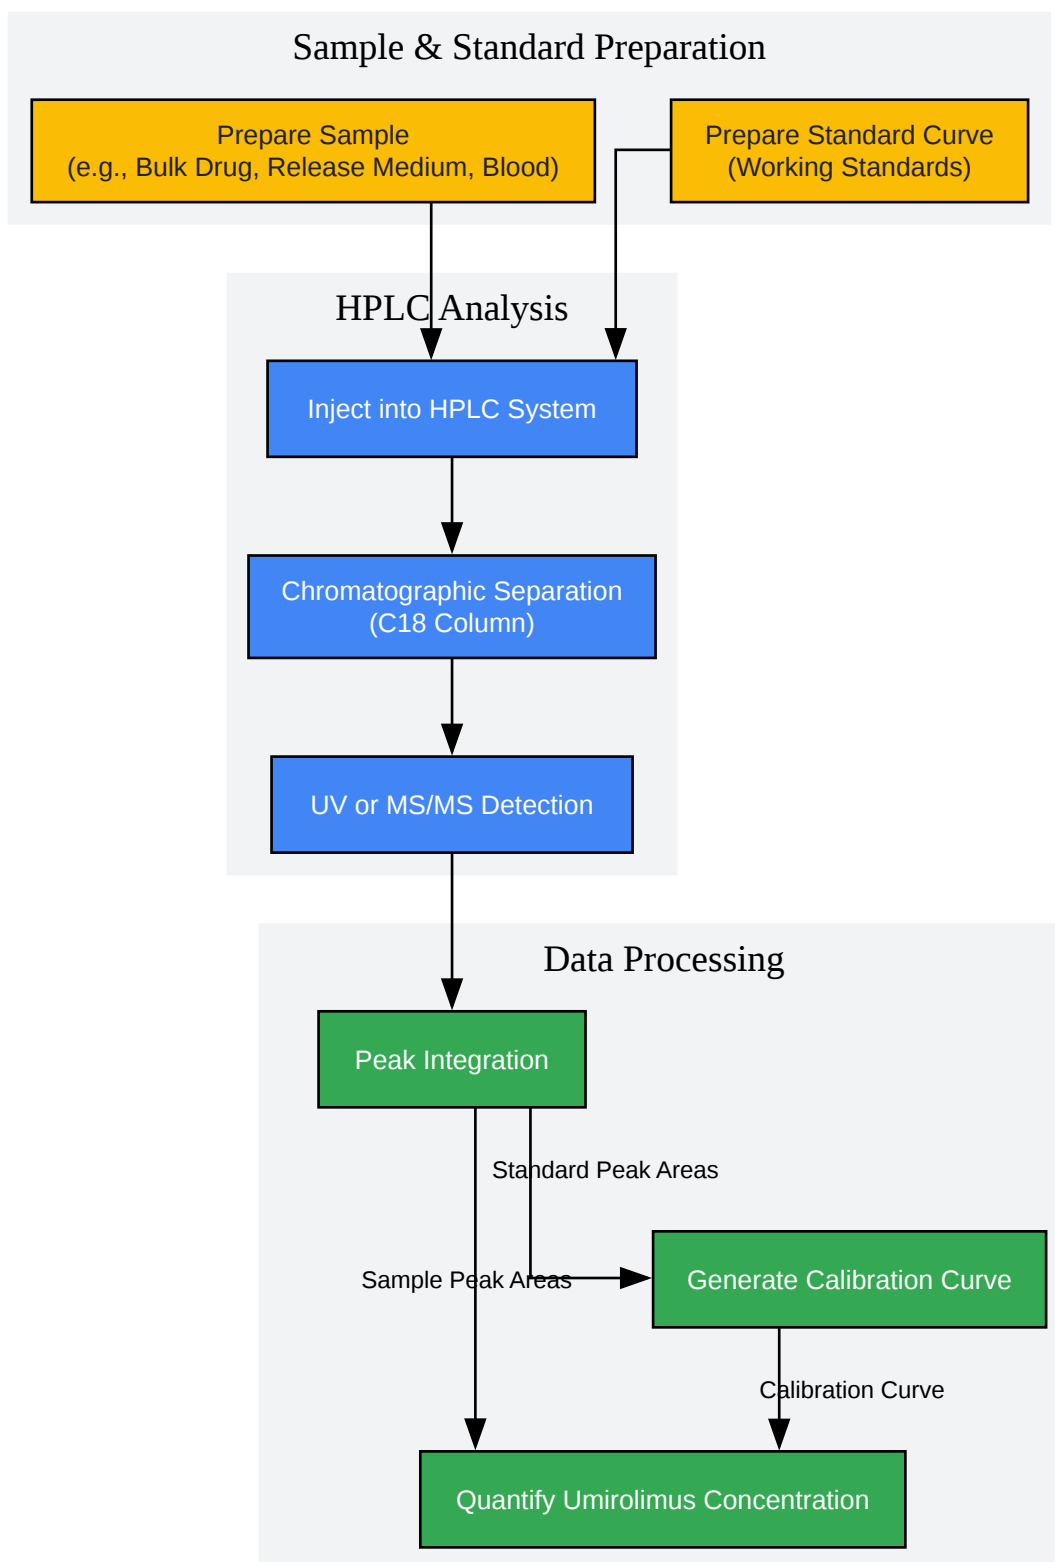 Sample & Standard Preparation
Prepare Sample
(e.g., Bulk Drug, Release Medium, Blood)
Prepare Standard Curve
(Working Standards)
HPLC Analysis
Inject into HPLC System
Chromatographic Separation
(C18 Column)
UV or MS/MS Detection
Data Processing
Peak Integration
Standard Peak Areas
Sample Peak Areas
Generate Calibration Curve
Calibration Curve
Quantify Umirolimus Concentration